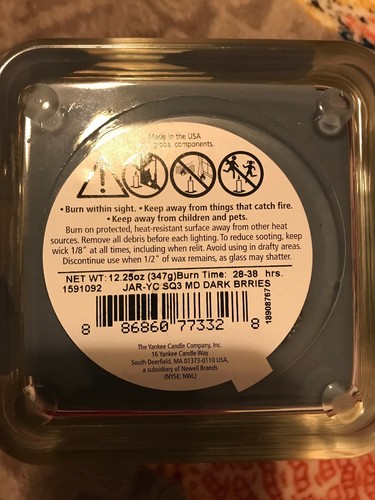 Made in the USA
global components.
• Burn within sight. • Keep away from things that catch fire.
• Keep away from children and pets.
Burn on protected, heat-resistant surface away from other heat
sources. Remove all debris before each lighting. To reduce sooting, keep
wick 1/8" at all times, including when relit. Avoid using in drafty areas.
Discontinue use when 1/2" of wax remains, as glass may shatter.
NET WT: 12.25oz (347g)Burn Time: 28-38 hrs.
1591092 JAR-YC SQ3 MD DARK BRRIES
18908767
8 86860 77332 8
The Yankee Candle Company, Inc.
16 Yankee Candle Way
South Deerfield, MA 01373-0110 USA,
a subsidiary of Newell Brands
(NYSE: NWL)